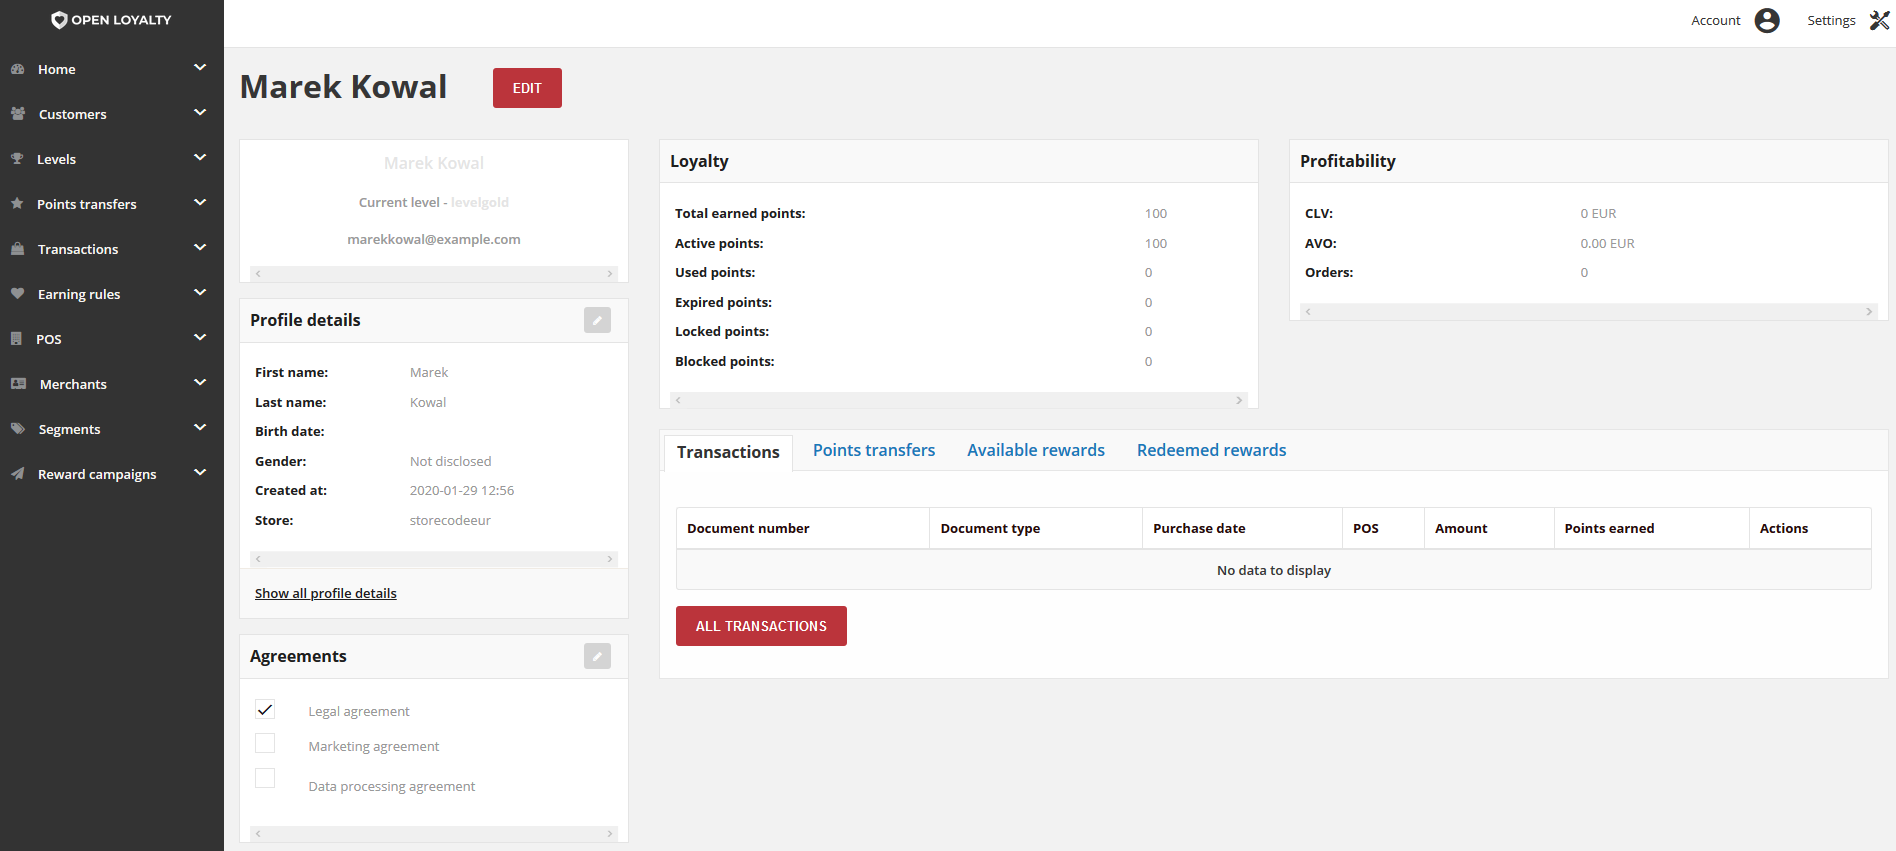 OPEN LOYALTY
Account
Settings
Home
Customers
Levels
Points transfers
Transactions
Earning rules
POS
Merchants
Segments
Reward campaigns
Marek Kowal
EDIT
Marek Kowal
Current level - levelgold
marekkowal@example.com
Profile details
First name: Marek
Last name: Kowal
Birth date:
Gender: Not disclosed
Created at: 2020-01-29 12:56
Store: storecodeeur
Show all profile details
Agreements
Legal agreement
Marketing agreement
Data processing agreement
Loyalty
Total earned points: 100
Active points: 100
Used points: 0
Expired points: 0
Locked points: 0
Blocked points: 0
Profitability
CLV: 0 EUR
AVO: 0.00 EUR
Orders: 0
Transactions Points transfers Available rewards Redeemed rewards
Document number Document type Purchase date POS Amount Points earned Actions
No data to display
ALL TRANSACTIONS